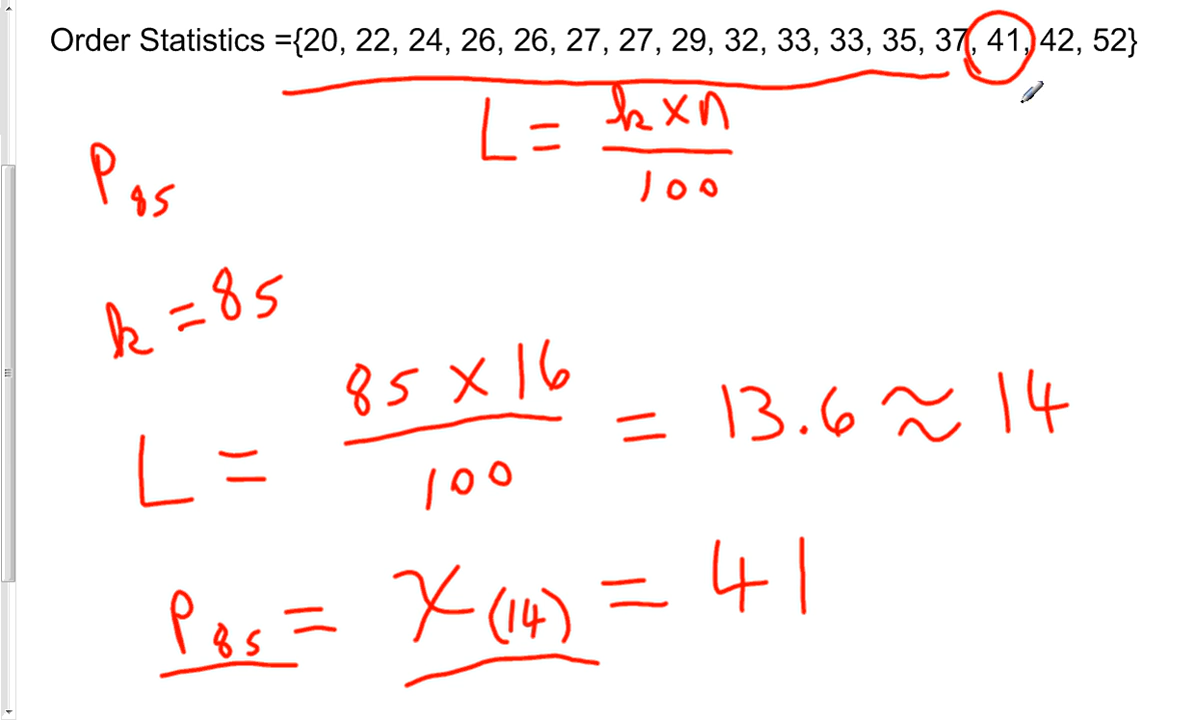 Order Statistics ={20, 22, 24, 26, 26, 27, 27, 29, 32, 33, 33, 35, 37, 41, 42, 52}
L = k×n / 100
P85
k = 85
L = 85 × 16 / 100 = 13.6 ≈ 14
P85 = x(14) = 41